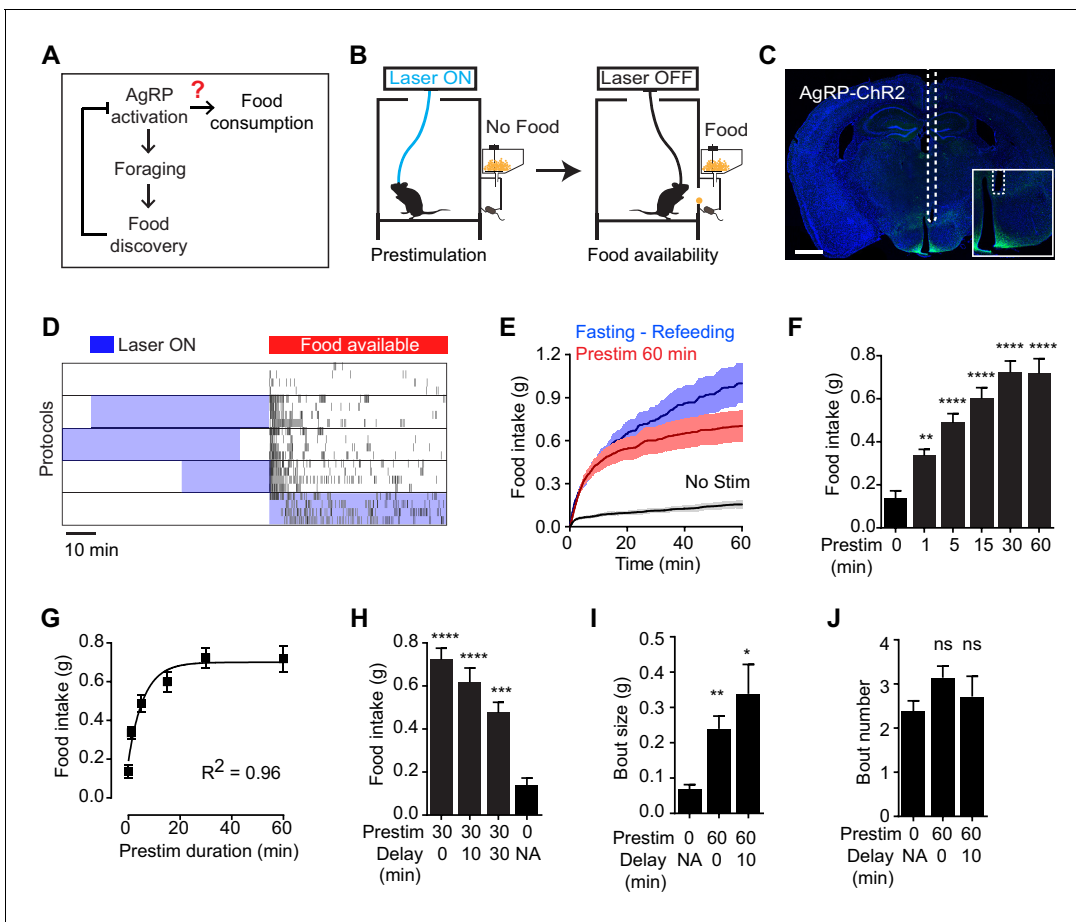 A
AgRP
activation
?
Food
consumption
Foraging
Food
discovery
B
Laser ON
No Food
Prestimulation
Laser OFF
Food
Food availability
C
AgRP-ChR2
D
Laser ON
Food available
Protocols
10 min
E
Fasting - Refeeding
Prestim 60 min
No Stim
Food intake (g)
1.2
0.9
0.6
0.3
0.0
0 20 40 60
Time (min)
F
Food intake (g)
0.8
0.6
0.4
0.2
0.0
** **** **** **** ****
Prestim 0 1 5 15 30 60
(min)
G
Food intake (g)
0.8
0.6
0.4
0.2
0.0
R2 = 0.96
0 20 40 60
Prestim duration (min)
H
Food intake (g)
0.8
0.6
0.4
0.2
0.0
**** **** ***
Prestim 30 30 30 0
Delay 0 10 30 NA
(min)
I
Bout size (g)
0.5
0.4
0.3
0.2
0.1
0.0
** *
Prestim 0 60 60
Delay NA 0 10
(min)
J
Bout number
4
3
2
1
0
ns ns
Prestim 0 60 60
Delay NA 0 10
(min)